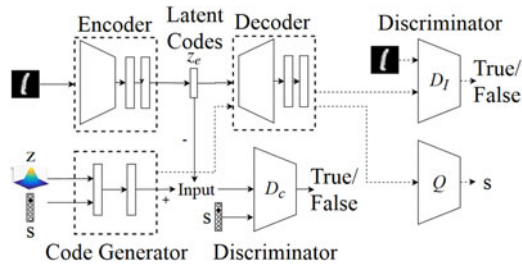 Encoder
Latent
Codes
z_e
Decoder
Discriminator
D_I
True/
False
-
Z
S
+
Input
S
D_c
True/
False
Q
s
Code Generator
Discriminator